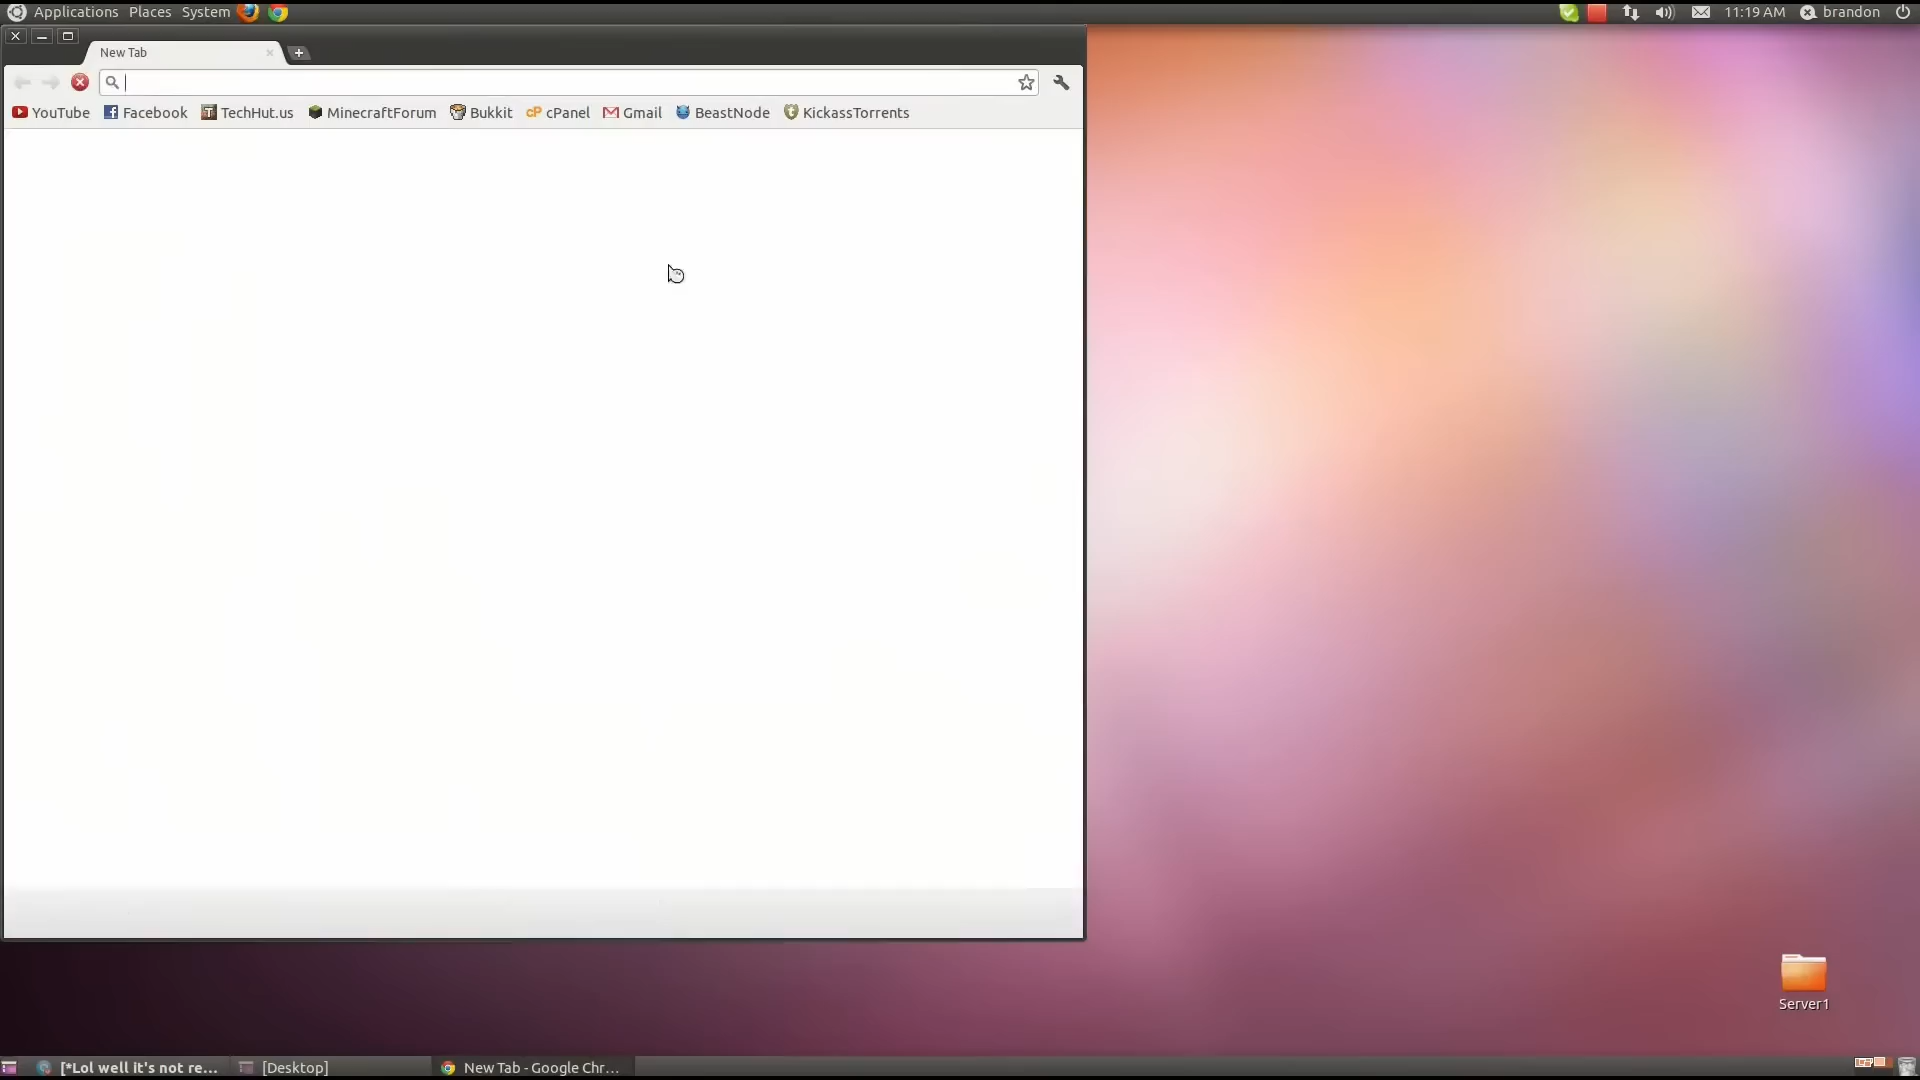 Applications Places System 11:19 AM brandon
New Tab
YouTube Facebook TechHut.us MinecraftForum Bukkit cP cPanel Gmail BeastNode KickassTorrents
Server1
[*Lol well it's not re... [Desktop] New Tab - Google Chr...